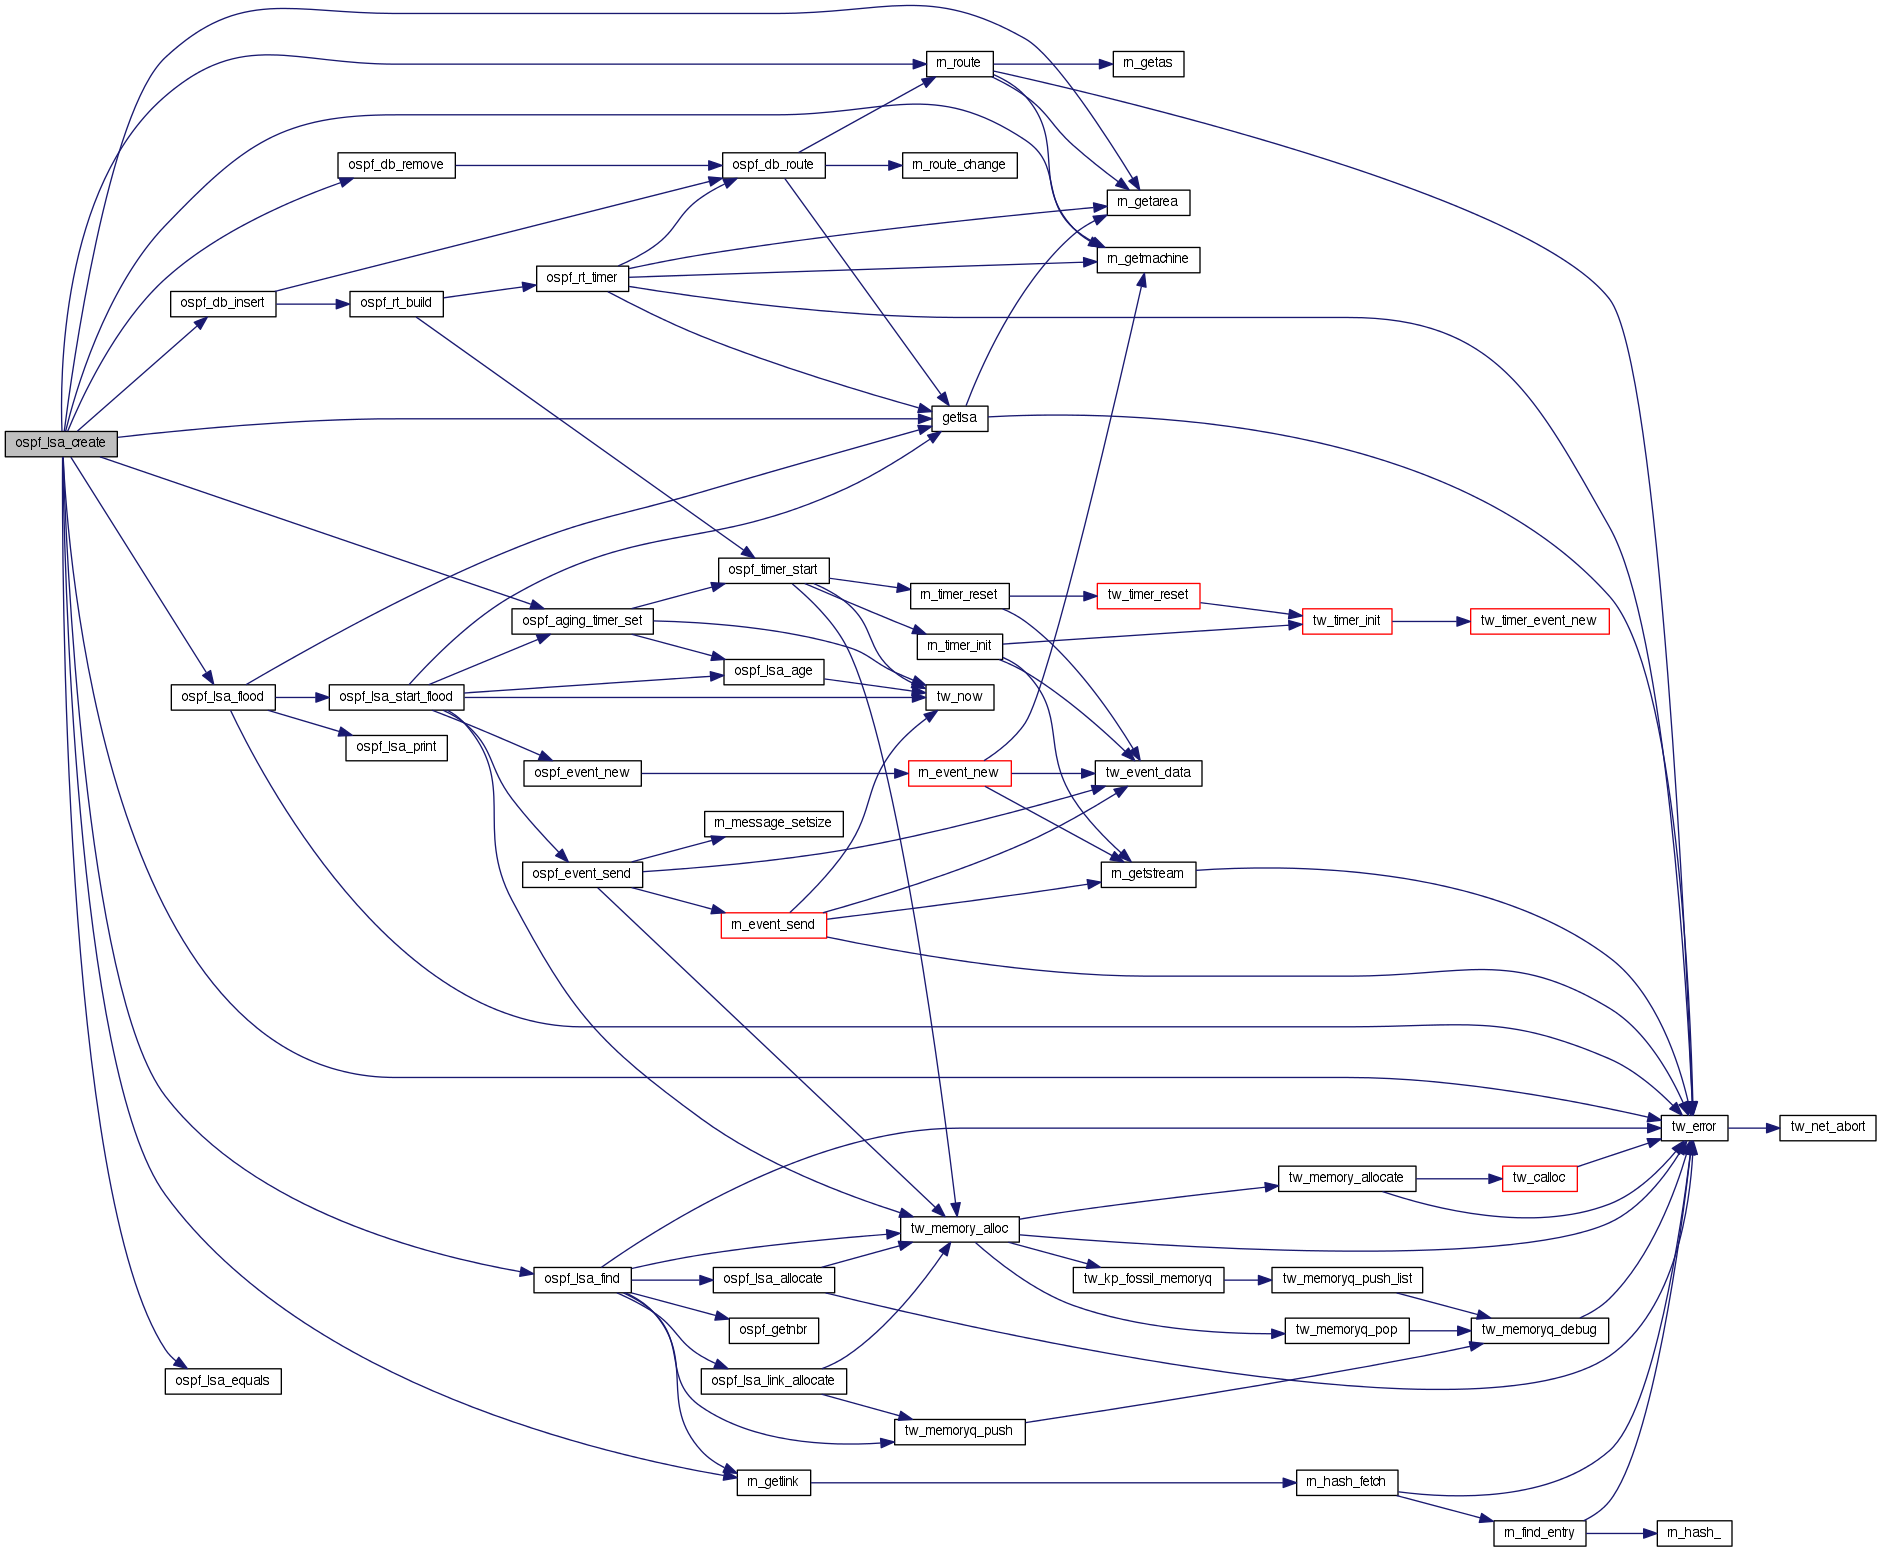 rn_route
rn_getas
ospf_db_remove
ospf_db_route
rn_route_change
rn_getarea
rn_getmachine
ospf_rt_timer
ospf_db_insert
ospf_rt_build
getlsa
ospf_lsa_create
ospf_timer_start
rn_timer_reset
tw_timer_reset
ospf_aging_timer_set
tw_timer_init
tw_timer_event_new
rn_timer_init
ospf_lsa_age
ospf_lsa_flood
ospf_lsa_start_flood
tw_now
ospf_lsa_print
ospf_event_new
rn_event_new
tw_event_data
rn_message_setsize
ospf_event_send
rn_getstream
rn_event_send
tw_error
tw_net_abort
tw_memory_allocate
tw_calloc
tw_memory_alloc
ospf_lsa_find
ospf_lsa_allocate
tw_kp_fossil_memoryq
tw_memoryq_push_list
ospf_getnbr
tw_memoryq_pop
tw_memoryq_debug
ospf_lsa_equals
ospf_lsa_link_allocate
tw_memoryq_push
rn_getlink
rn_hash_fetch
rn_find_entry
rn_hash_